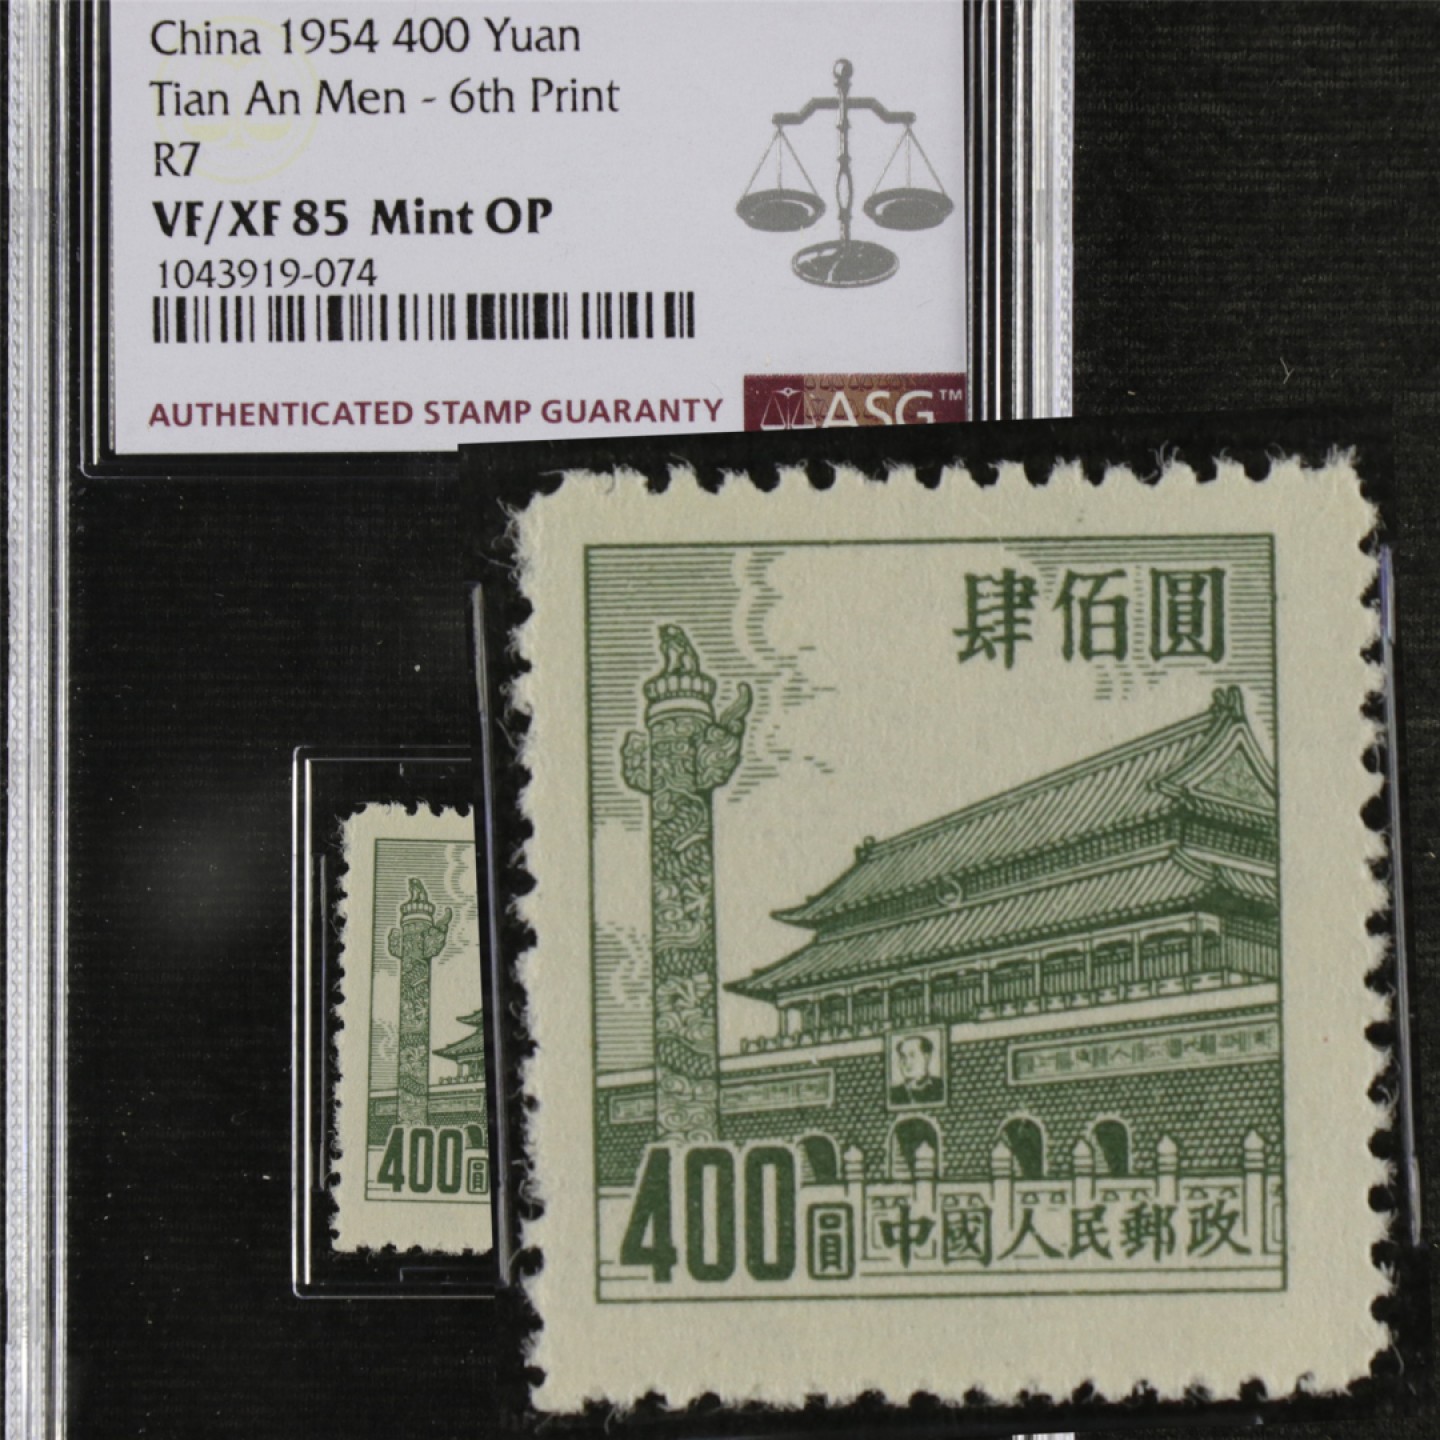 China 1954 400 Yuan
Tian An Men - 6th Print
R7
VF/XF 85 Mint OP
1043919-074
AUTHENTICATED STAMP GUARANTY
ASG™
肆佰圓
400圓 中國人民郵政
400圓